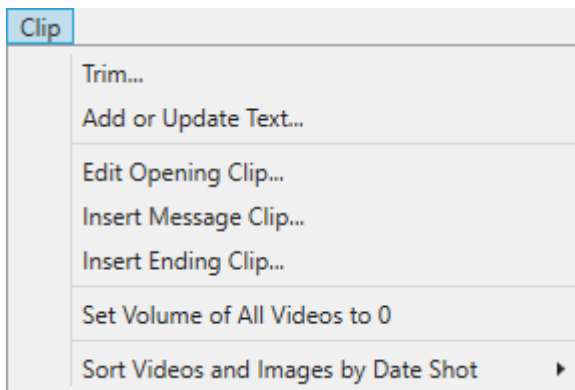 Clip
Trim...
Add or Update Text...
Edit Opening Clip...
Insert Message Clip...
Insert Ending Clip...
Set Volume of All Videos to 0
Sort Videos and Images by Date Shot